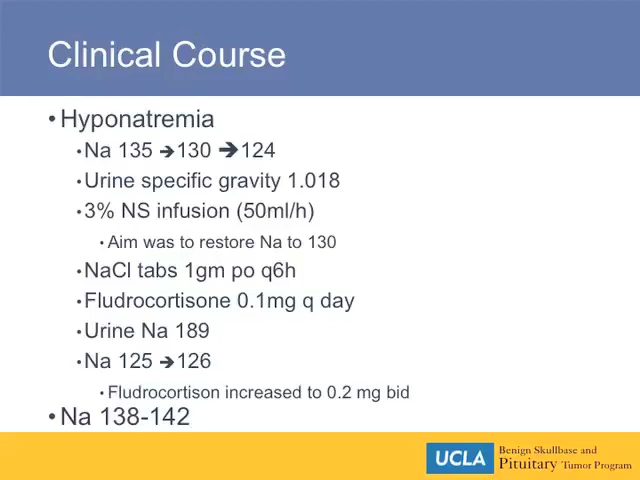 Clinical Course
• Hyponatremia
• Na 135 ➔130 ➔124
• Urine specific gravity 1.018
• 3% NS infusion (50ml/h)
• Aim was to restore Na to 130
• NaCl tabs 1gm po q6h
• Fludrocortisone 0.1mg q day
• Urine Na 189
• Na 125 ➔126
• Fludrocortison increased to 0.2 mg bid
• Na 138-142
UCLA
Benign Skullbase and
Pituitary Tumor Program